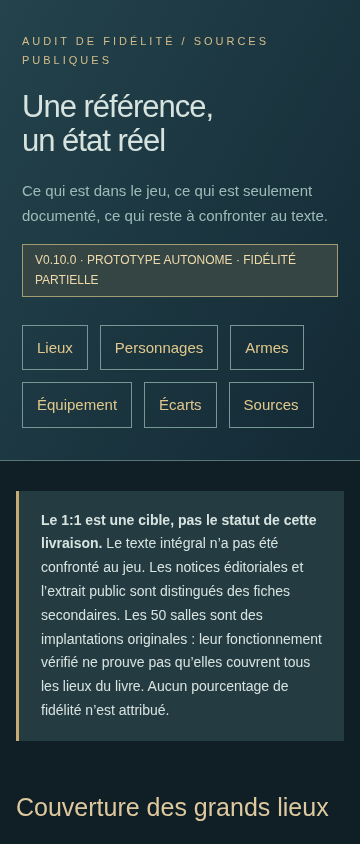 AUDIT DE FIDÉLITÉ / SOURCES
PUBLIQUES
Une référence,
un état réel
Ce qui est dans le jeu, ce qui est seulement
documenté, ce qui reste à confronter au texte.
V0.10.0 · PROTOTYPE AUTONOME · FIDÉLITÉ
PARTIELLE
Lieux
Personnages
Armes
Équipement
Écarts
Sources
Le 1:1 est une cible, pas le statut de cette
livraison. Le texte intégral n’a pas été
confronté au jeu. Les notices éditoriales et
l’extrait public sont distingués des fiches
secondaires. Les 50 salles sont des
implantations originales : leur fonctionnement
vérifié ne prouve pas qu’elles couvrent tous
les lieux du livre. Aucun pourcentage de
fidélité n’est attribué.
Couverture des grands lieux